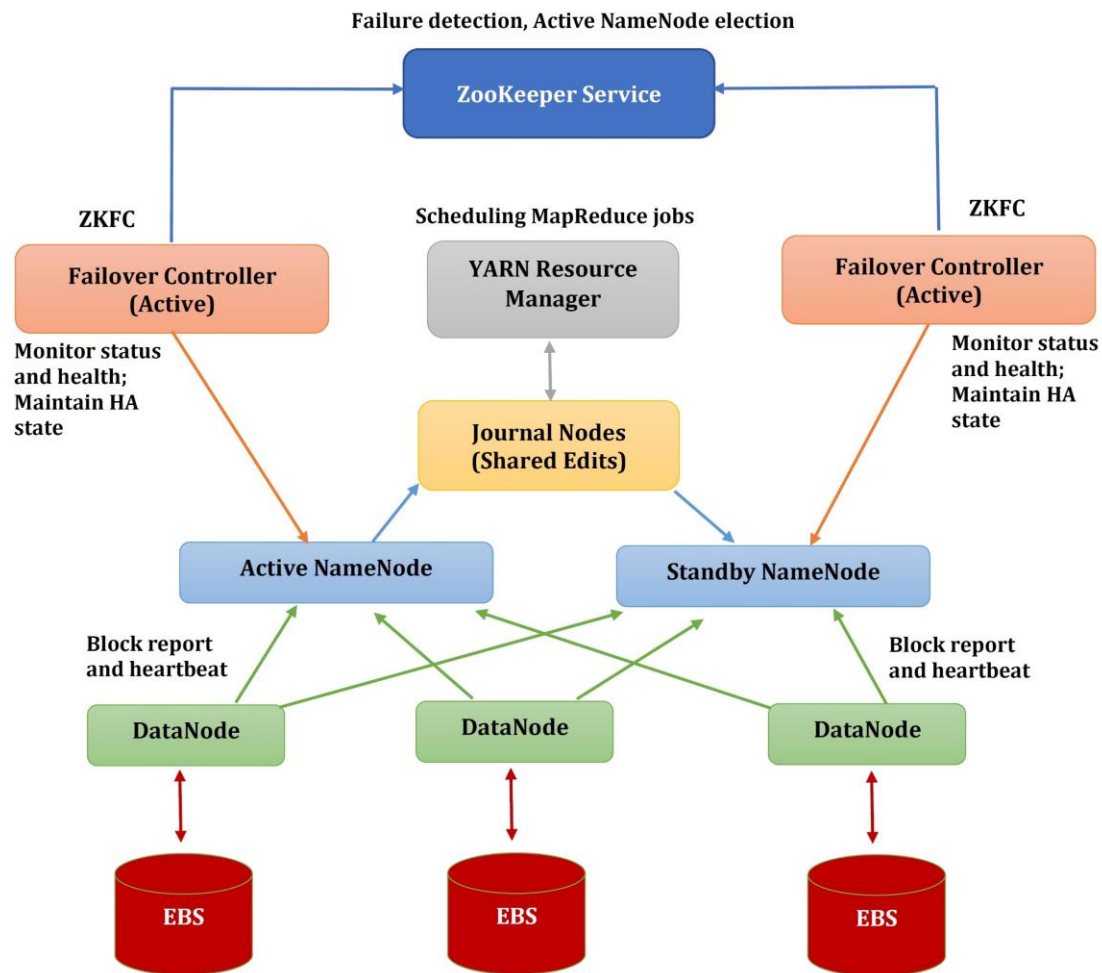 Failure detection, Active NameNode election
ZooKeeper Service
ZKFC
ZKFC
Scheduling MapReduce jobs
Failover Controller
(Active)
YARN Resource
Manager
Failover Controller
(Active)
Monitor status
and health;
Maintain HA
state
Monitor status
and health;
Maintain HA
state
Journal Nodes
(Shared Edits)
Active NameNode
Standby NameNode
Block report
and heartbeat
Block report
and heartbeat
DataNode
DataNode
DataNode
EBS
EBS
EBS